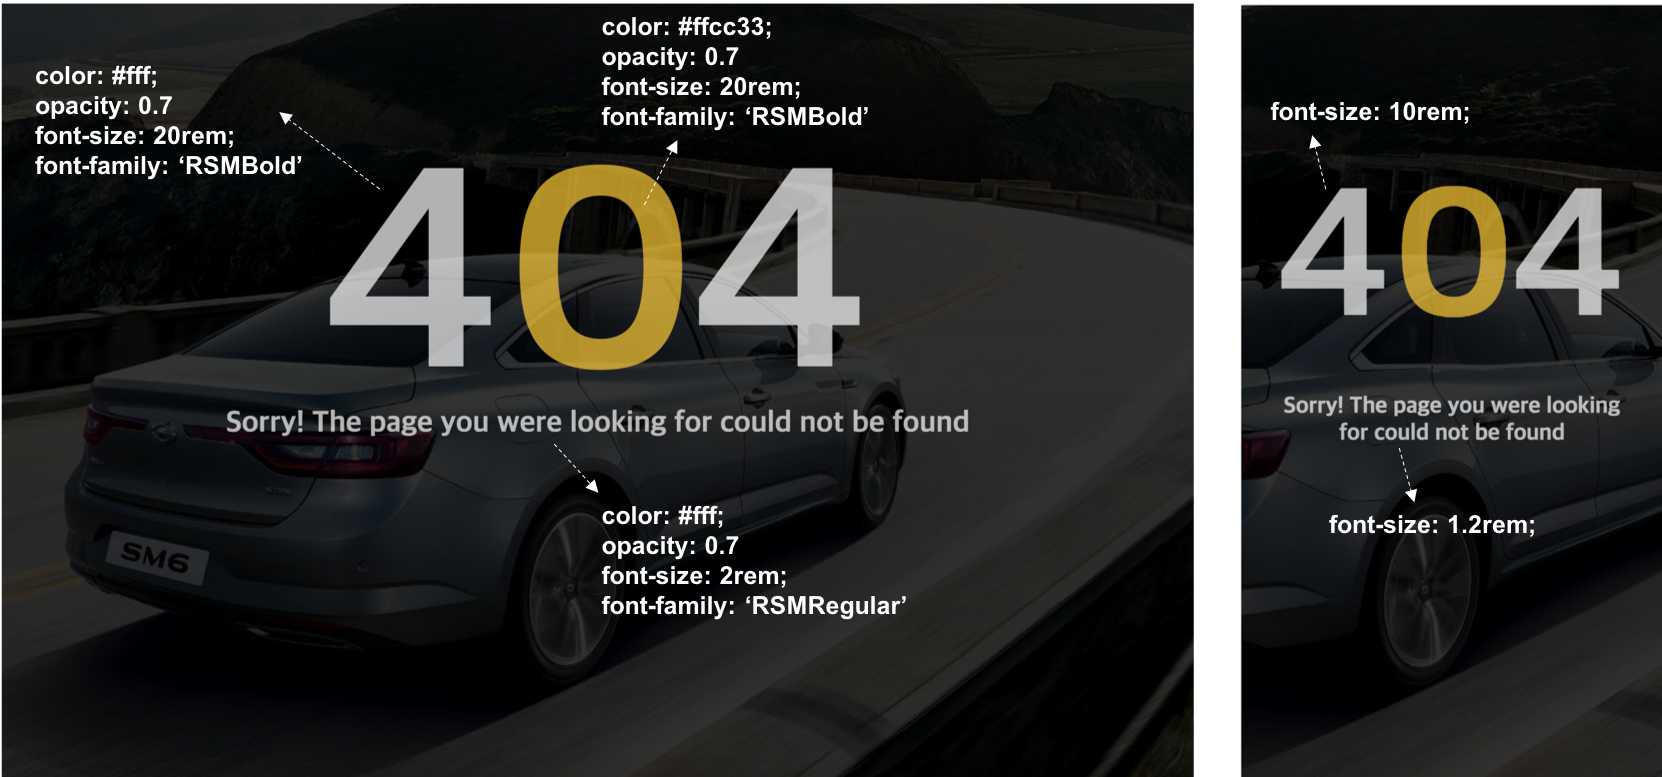 color: #fff;
opacity: 0.7
font-size: 20rem;
font-family: ‘RSMBold’
color: #ffcc33;
opacity: 0.7
font-size: 20rem;
font-family: ‘RSMBold’
404
Sorry! The page you were looking for could not be found
color: #fff;
opacity: 0.7
font-size: 2rem;
font-family: ‘RSMRegular’
SM6
font-size: 10rem;
404
Sorry! The page you were looking
for could not be found
font-size: 1.2rem;